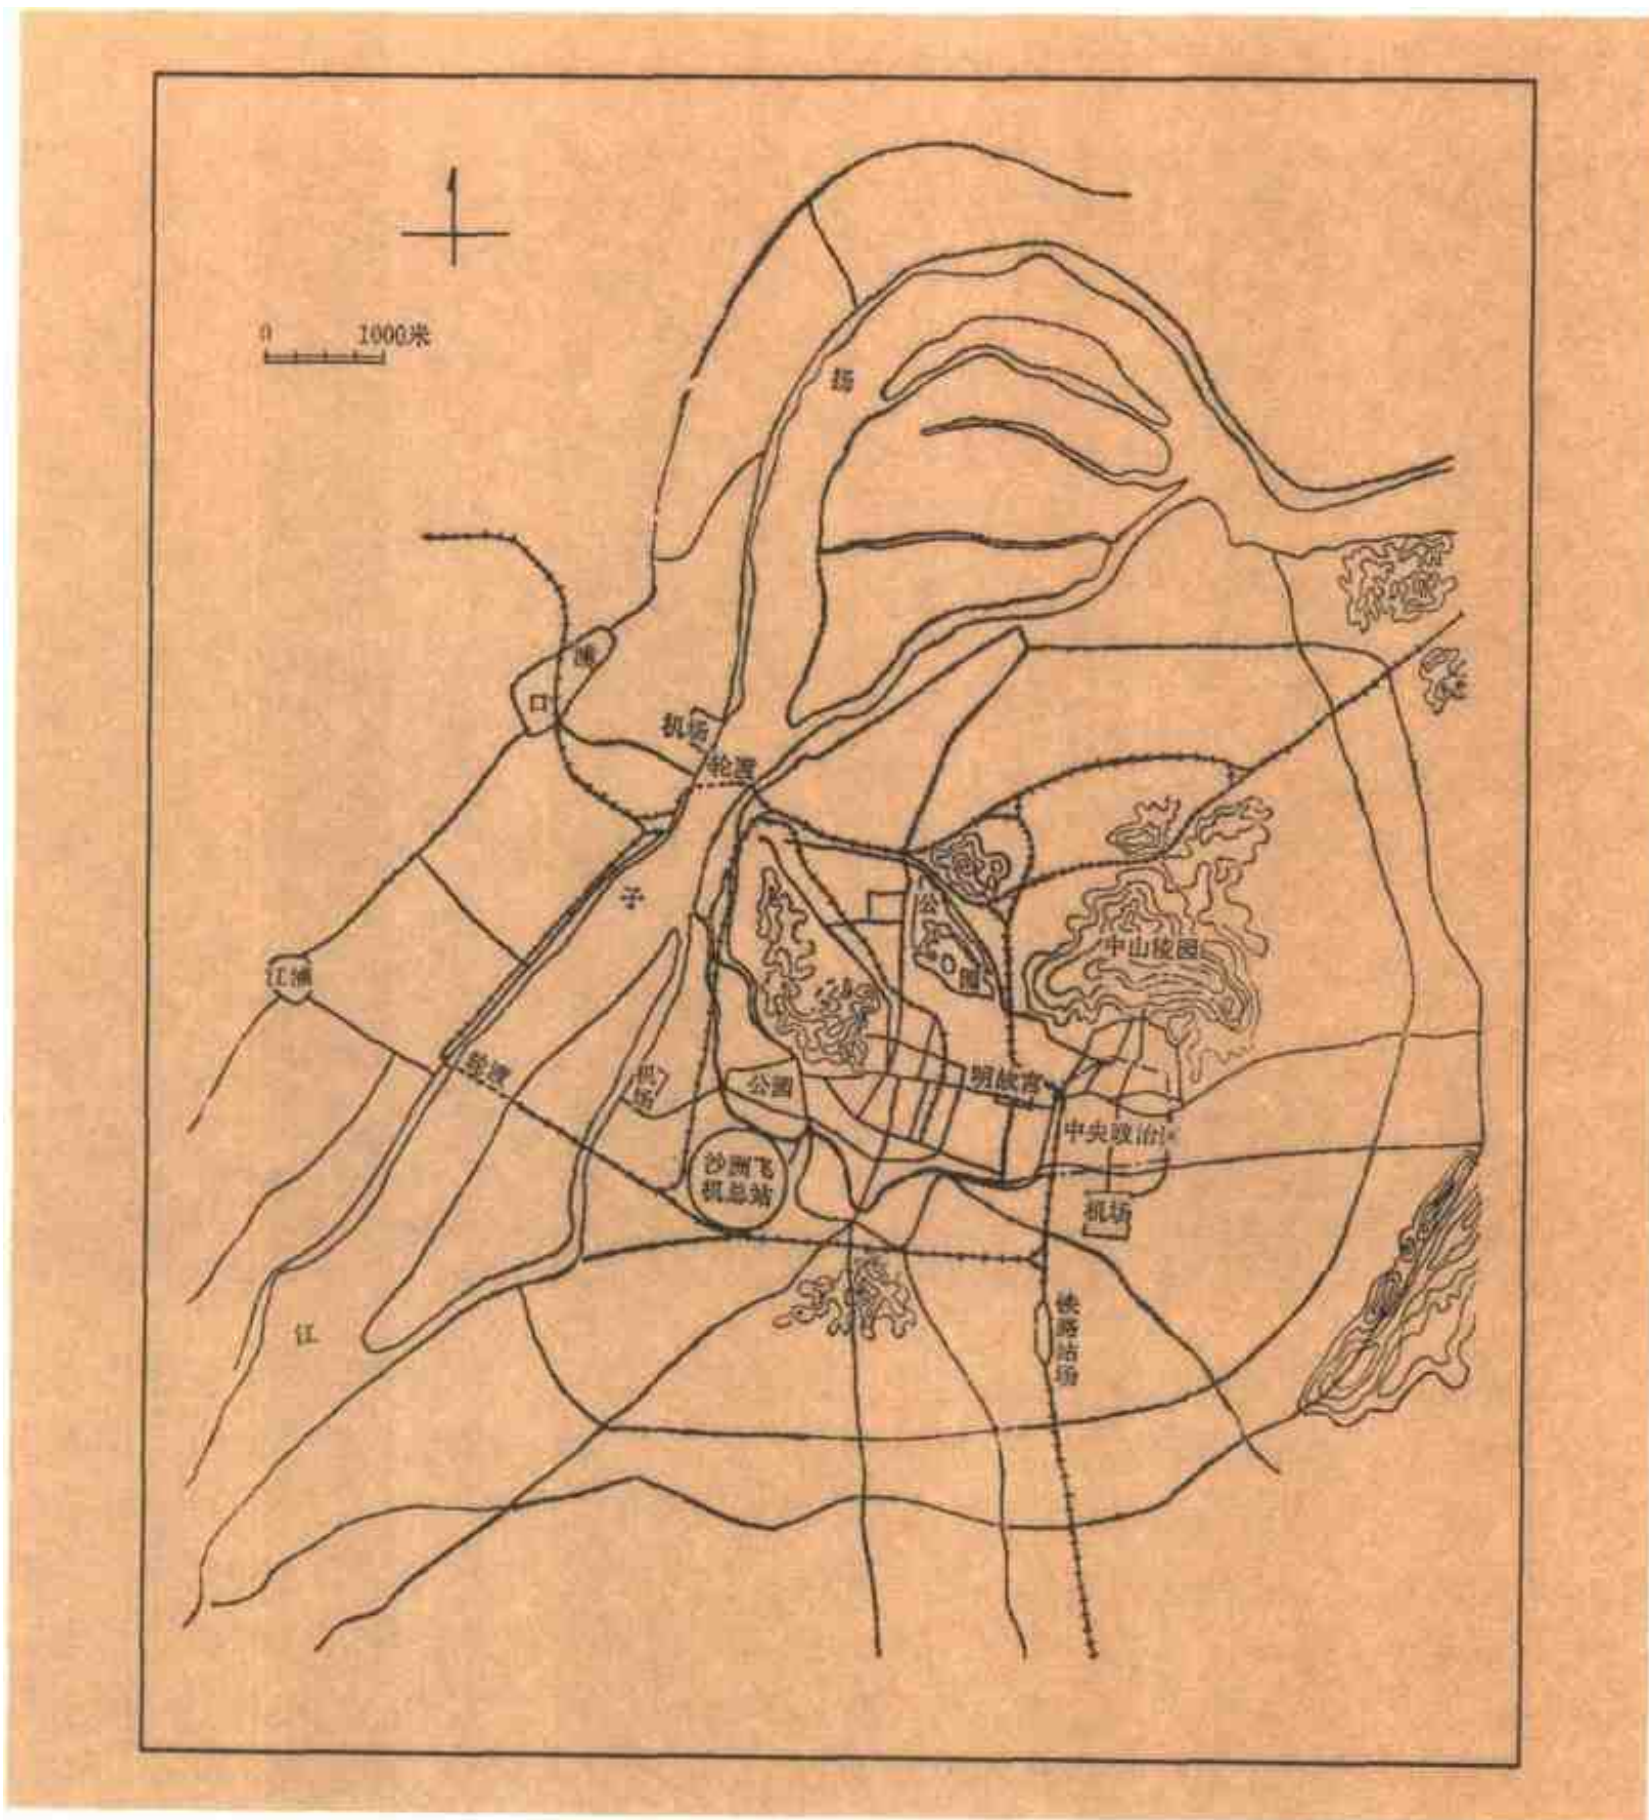 0 1000米
扬
浦
口
机场
轮渡
子
公
园
中山陵园
江浦
轮渡
机场
公园
明故宫
中央政治区
沙洲飞
机总站
机场
铁路站场
江